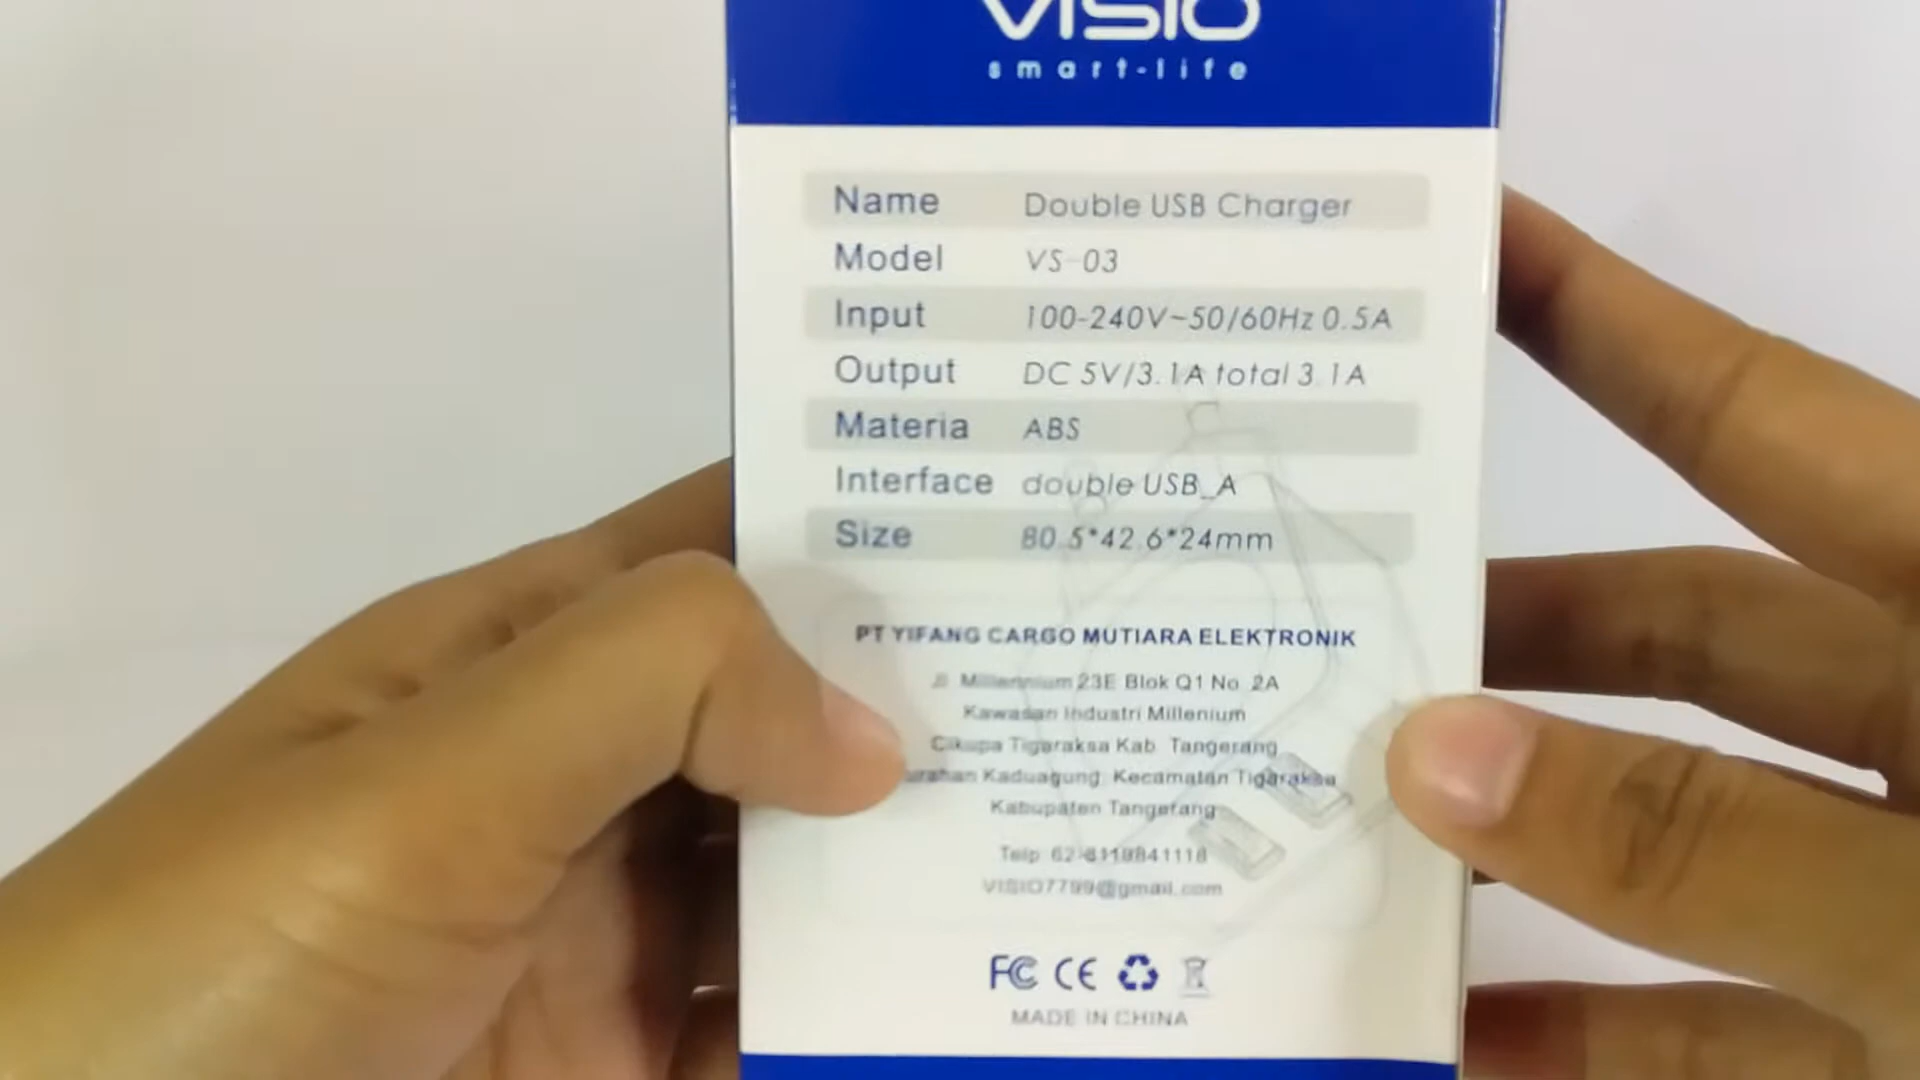 VISIO
smart-life
Name Double USB Charger
Model VS-03
Input 100-240V~50/60Hz 0.5A
Output DC 5V/3.1A total 3.1A
Materia ABS
Interface double USB_A
Size 80.5*42.6*24mm
PT YIFANG CARGO MUTIARA ELEKTRONIK
Jl. Millennium 23E Blok Q1 No. 2A
Kawasan Industri Millenium
Cikupa Tigaraksa Kab. Tangerang
Kaduagung, Kecamatan Tigaraksa
Kabupaten Tangerang
Telp: 
VISIO7799@gmail.com
FC CE
MADE IN CHINA